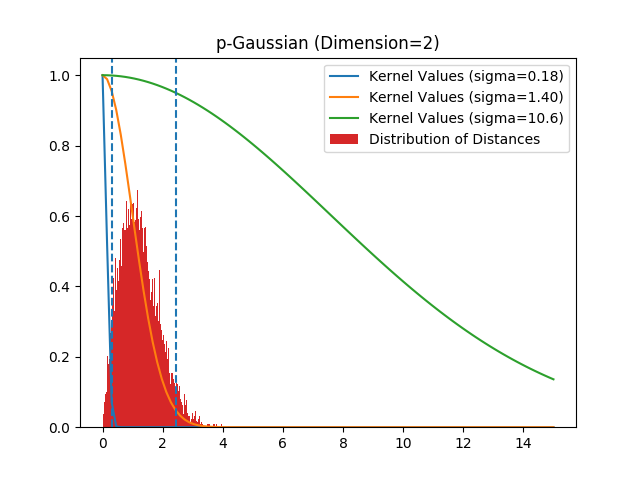 p-Gaussian (Dimension=2)
Kernel Values (sigma=0.18)
Kernel Values (sigma=1.40)
Kernel Values (sigma=10.6)
Distribution of Distances
1.0
0.8
0.6
0.4
0.2
0.0
0 2 4 6 8 10 12 14